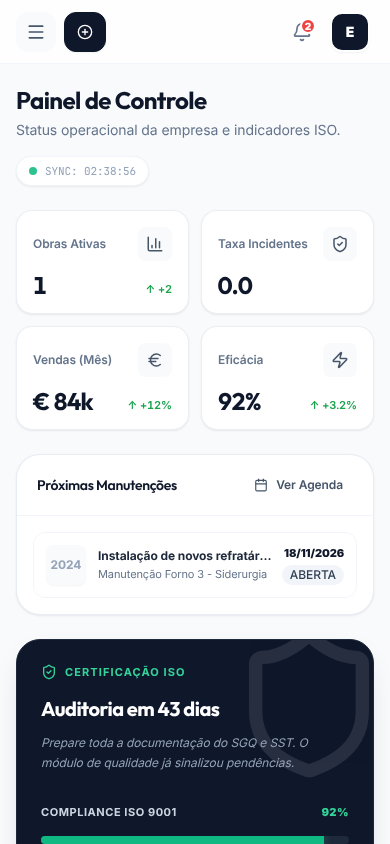 2
E
Painel de Controle
Status operacional da empresa e indicadores ISO.
SYNC: 02:38:56
Obras Ativas
1
↑ +2
Taxa Incidentes
0.0
Vendas (Mês)
€
€ 84k
↑ +12%
Eficácia
92%
↑ +3.2%
Próximas Manutenções
Ver Agenda
2024
Instalação de novos refratár...
18/11/2026
Manutenção Forno 3 - Siderurgia
ABERTA
CERTIFICAÇÃO ISO
Auditoria em 43 dias
Prepare toda a documentação do SGQ e SST. O
módulo de qualidade já sinalizou pendências.
COMPLIANCE ISO 9001
92%